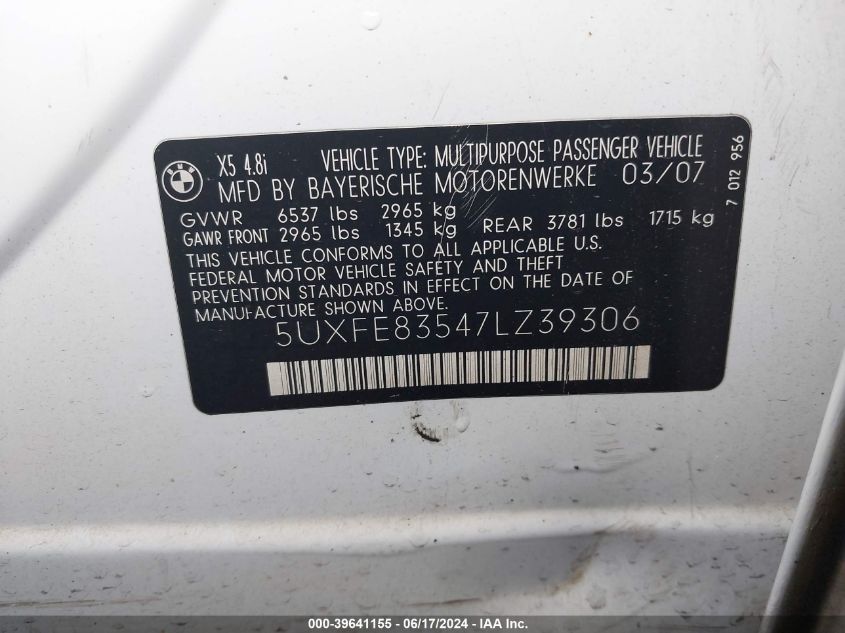 BMW
X5 4.8i VEHICLE TYPE: MULTIPURPOSE PASSENGER VEHICLE
MFD BY BAYERISCHE MOTORENWERKE 03/07
GVWR 6537 lbs 2965 kg
GAWR FRONT 2965 lbs 1345 kg REAR 3781 lbs 1715 kg
THIS VEHICLE CONFORMS TO ALL APPLICABLE U.S.
FEDERAL MOTOR VEHICLE SAFETY AND THEFT
PREVENTION STANDARDS IN EFFECT ON THE DATE OF
MANUFACTURE SHOWN ABOVE.
5UXFE83547LZ39306
7 012 956
000-39641155 - 06/17/2024 - IAA Inc.